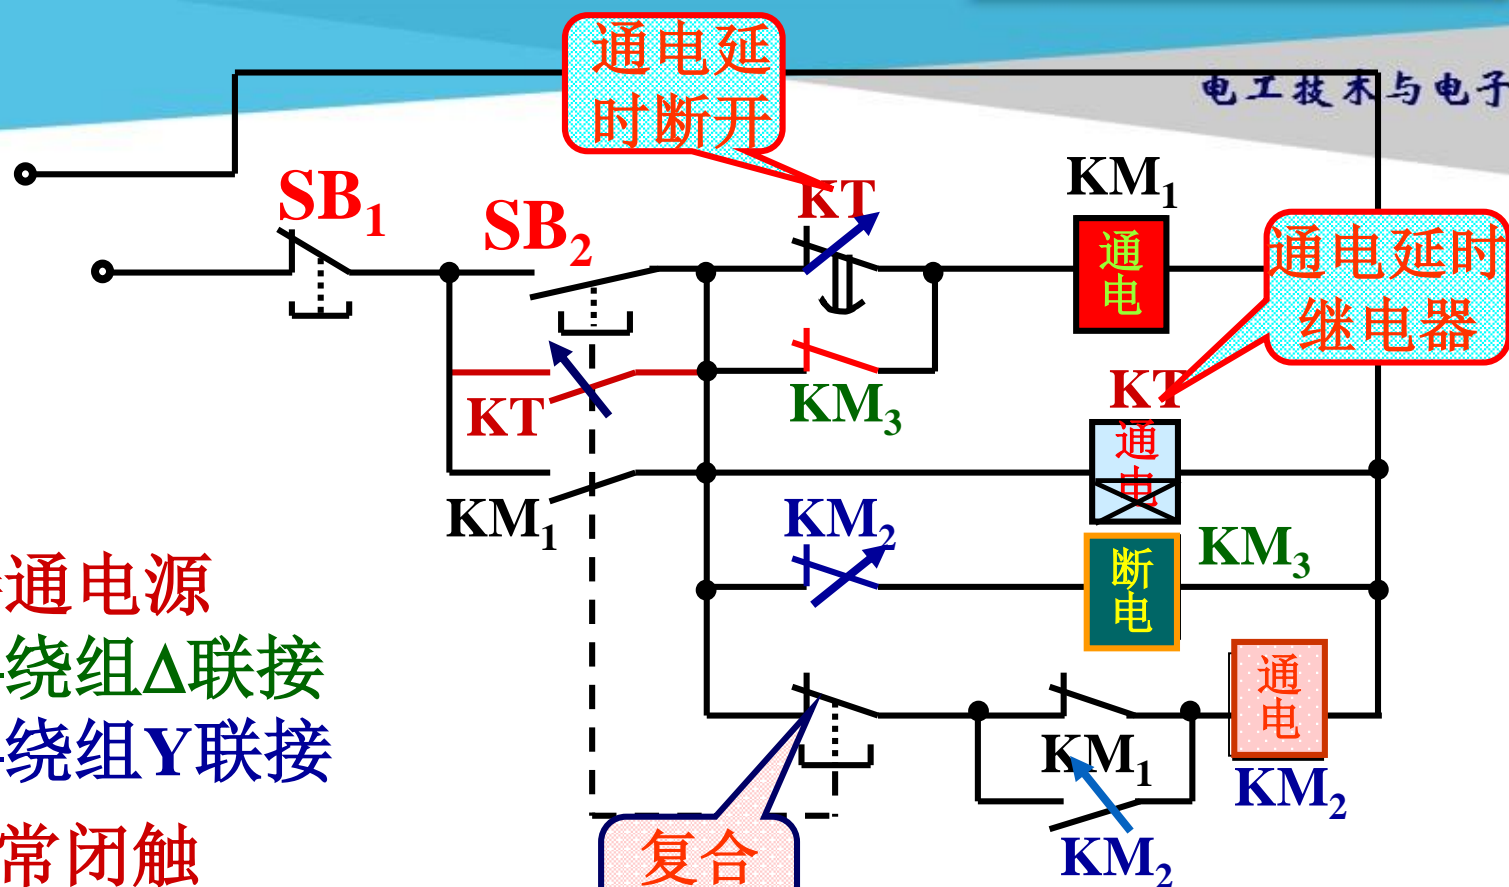 通电延
时断开
电工技术与电子
SB₁
SB₂
KT
KM₁
通
电
通电延时
继电器
KT
KM₃
KT
通
电
KM₁
KM₂
KM₃
断
电
通电源
绕组Δ联接
绕组Y联接
常闭触
通
电
KM₁
KM₂
KM₂
复合